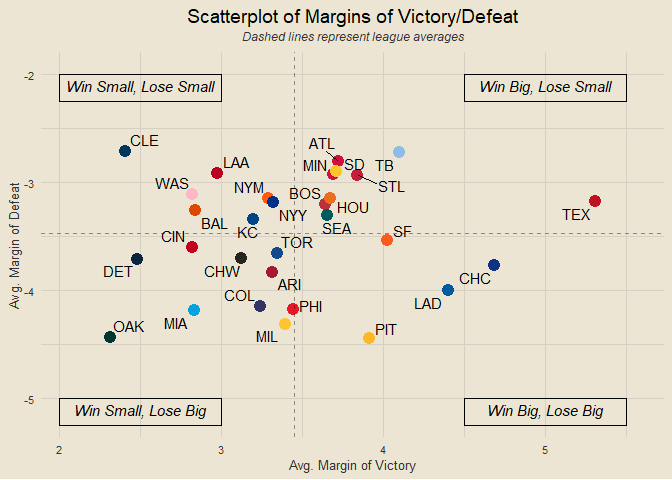 Scatterplot of Margins of Victory/Defeat
Dashed lines represent league averages
-2
Win Small, Lose Small
Win Big, Lose Small
CLE
ATL
LAA
MIN
SD
TB
-3
WAS
NYM
BOS
STL
HOU
TEX
BAL
KC
NYY
SEA
SF
CIN
TOR
DET
CHW
CHC
ARI
-4
COL
LAD
MIA
PHI
OAK
MIL
PIT
-5
Win Small, Lose Big
Win Big, Lose Big
2
3
4
5
Avg. Margin of Victory
Avg. Margin of Defeat